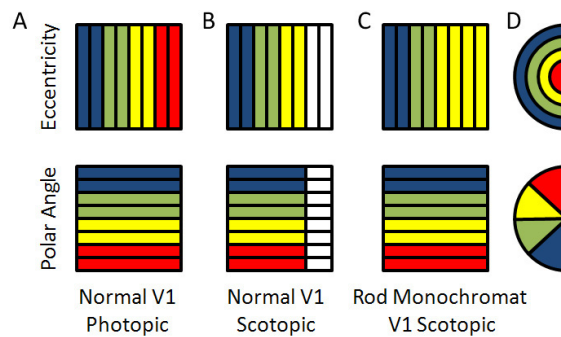 A
B
C
D
Eccentricity
Polar Angle
Normal V1
Photopic
Normal V1
Scotopic
Rod Monochromat
V1 Scotopic